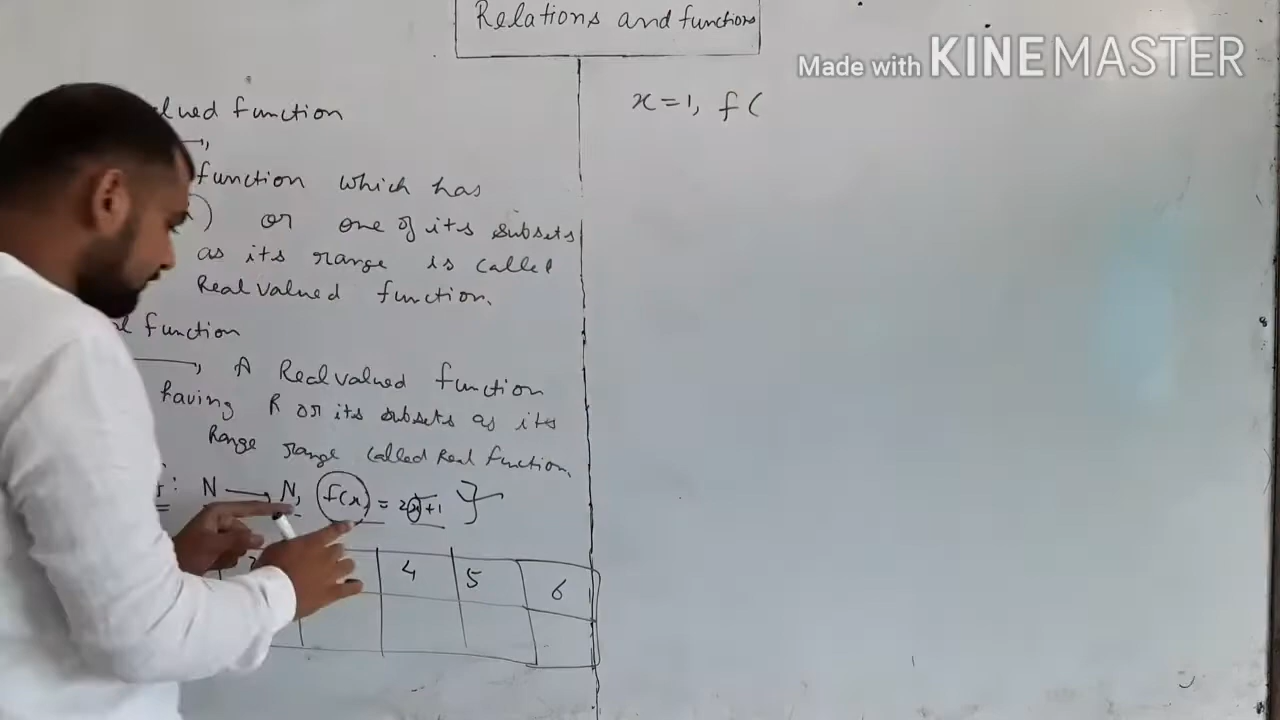 Relations and functions
Made with KINEMASTER
lued function
function which has
) or one of its subsets
as its range is called
Real valued function.
function
A Real valued function
having R or its subsets as its
Range range called Real function.
f: N → N, f(x) = 2x+1 }
4 5 6
x=1, f(